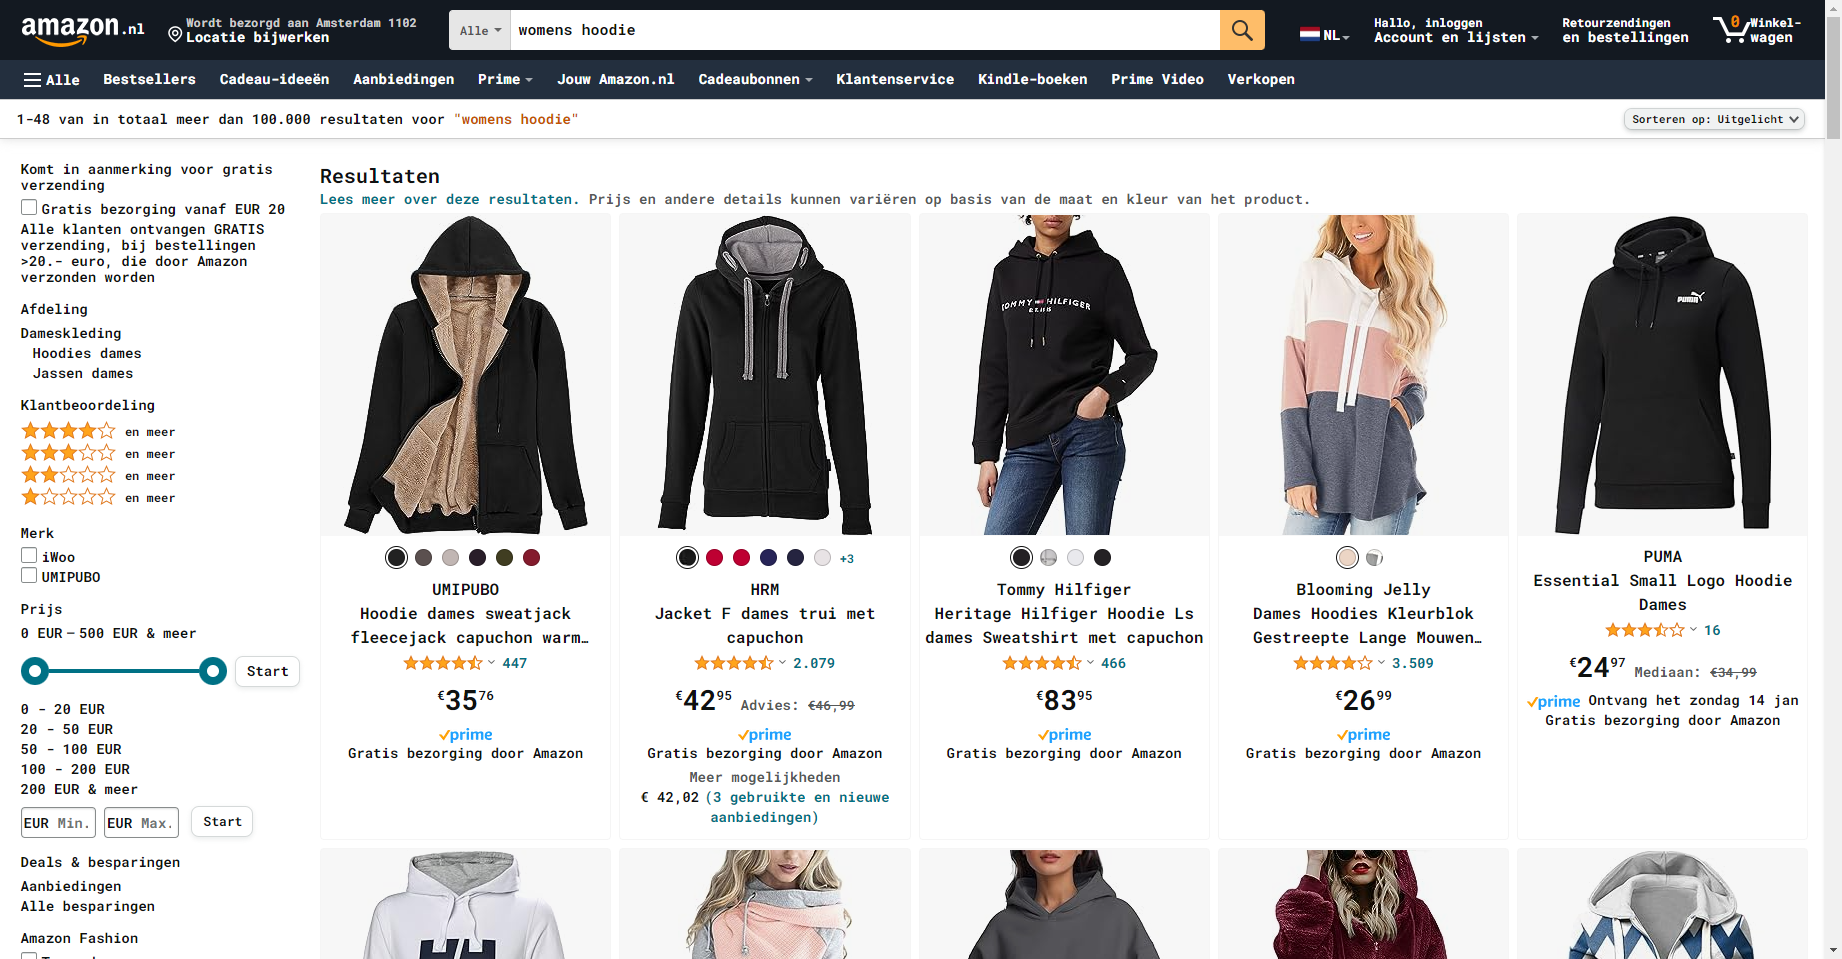 amazon.nl
Wordt bezorgd aan Amsterdam 1102
Locatie bijwerken
Alle
womens hoodie
NL
Hallo, inloggen
Account en lijsten
Retourzendingen
en bestellingen
0
Winkel-
wagen
Alle
Bestsellers
Cadeau-ideeën
Aanbiedingen
Prime
Jouw Amazon.nl
Cadeaubonnen
Klantenservice
Kindle-boeken
Prime Video
Verkopen
1-48 van in totaal meer dan 100.000 resultaten voor "womens hoodie"
Sorteren op: Uitgelicht
Komt in aanmerking voor gratis
verzending
Gratis bezorging vanaf EUR 20
Alle klanten ontvangen GRATIS
verzending, bij bestellingen
>20.- euro, die door Amazon
verzonden worden
Afdeling
Dameskleding
Hoodies dames
Jassen dames
Klantbeoordeling
en meer
en meer
en meer
en meer
Merk
iWoo
UMIPUBO
Prijs
0 EUR – 500 EUR & meer
Start
0 - 20 EUR
20 - 50 EUR
50 - 100 EUR
100 - 200 EUR
200 EUR & meer
EUR Min.
EUR Max.
Start
Deals & besparingen
Aanbiedingen
Alle besparingen
Amazon Fashion
Resultaten
Lees meer over deze resultaten. Prijs en andere details kunnen variëren op basis van de maat en kleur van het product.
UMIPUBO
Hoodie dames sweatjack
fleecejack capuchon warm…
447
€3576
prime
Gratis bezorging door Amazon
+3
HRM
Jacket F dames trui met
capuchon
2.079
€4295 Advies: €46,99
prime
Gratis bezorging door Amazon
Meer mogelijkheden
€ 42,02 (3 gebruikte en nieuwe
aanbiedingen)
TOMMY HILFIGER
EST. 1985
Tommy Hilfiger
Heritage Hilfiger Hoodie Ls
dames Sweatshirt met capuchon
466
€8395
prime
Gratis bezorging door Amazon
Blooming Jelly
Dames Hoodies Kleurblok
Gestreepte Lange Mouwen…
3.509
€2699
prime
Gratis bezorging door Amazon
PUMA
PUMA
Essential Small Logo Hoodie
Dames
16
€2497 Mediaan: €34,99
prime Ontvang het zondag 14 jan
Gratis bezorging door Amazon
HH